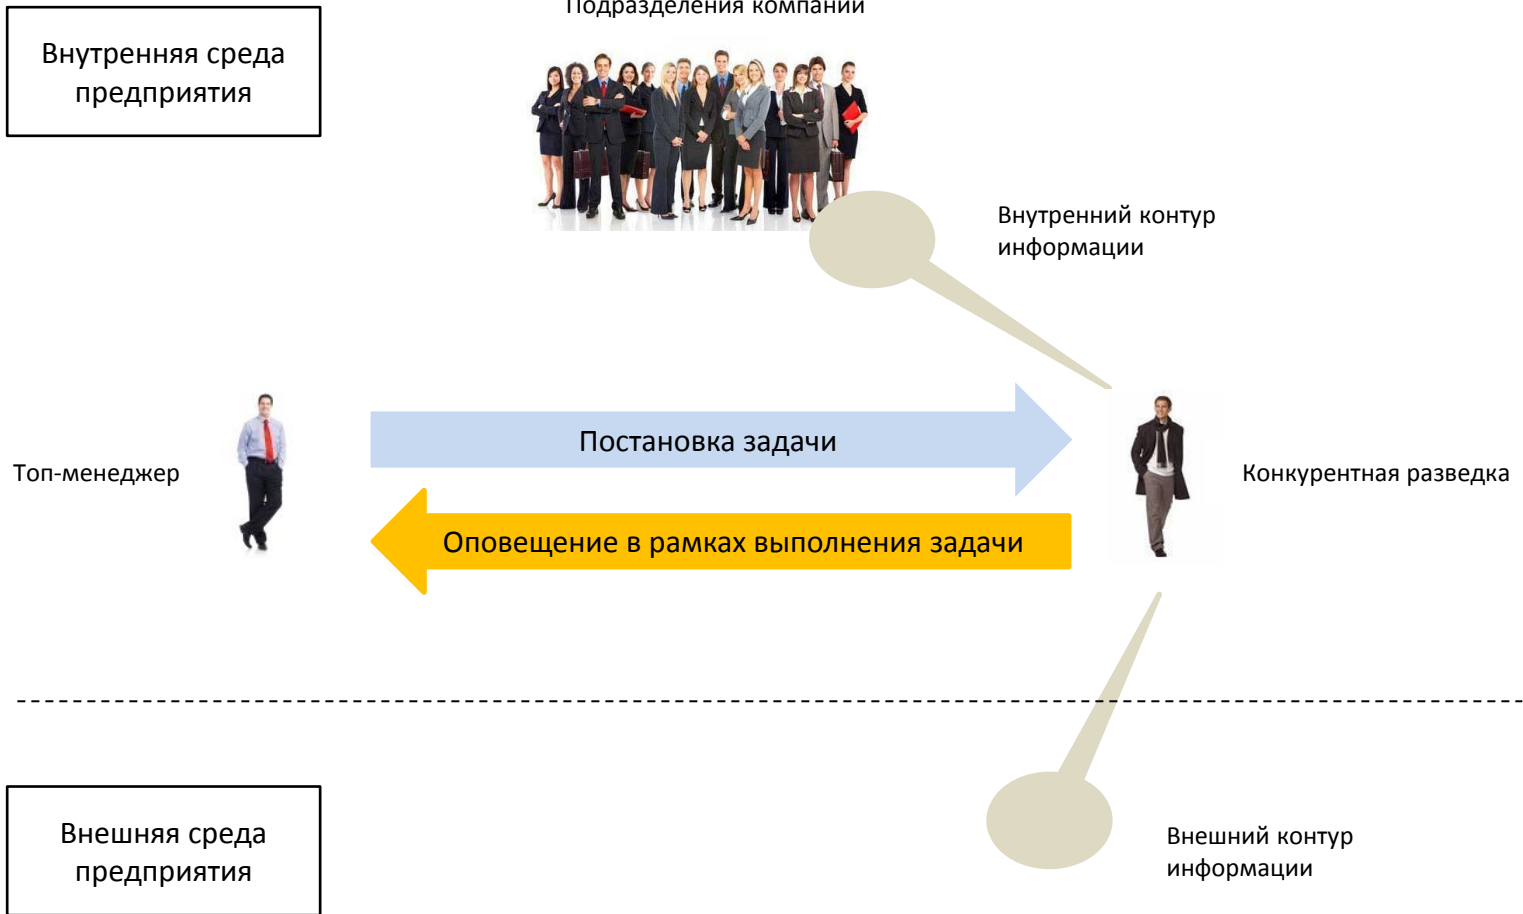 Подразделения компании
Внутренняя среда
предприятия
Внутренний контур
информации
Постановка задачи
Топ-менеджер
Конкурентная разведка
Оповещение в рамках выполнения задачи
Внешняя среда
предприятия
Внешний контур
информации